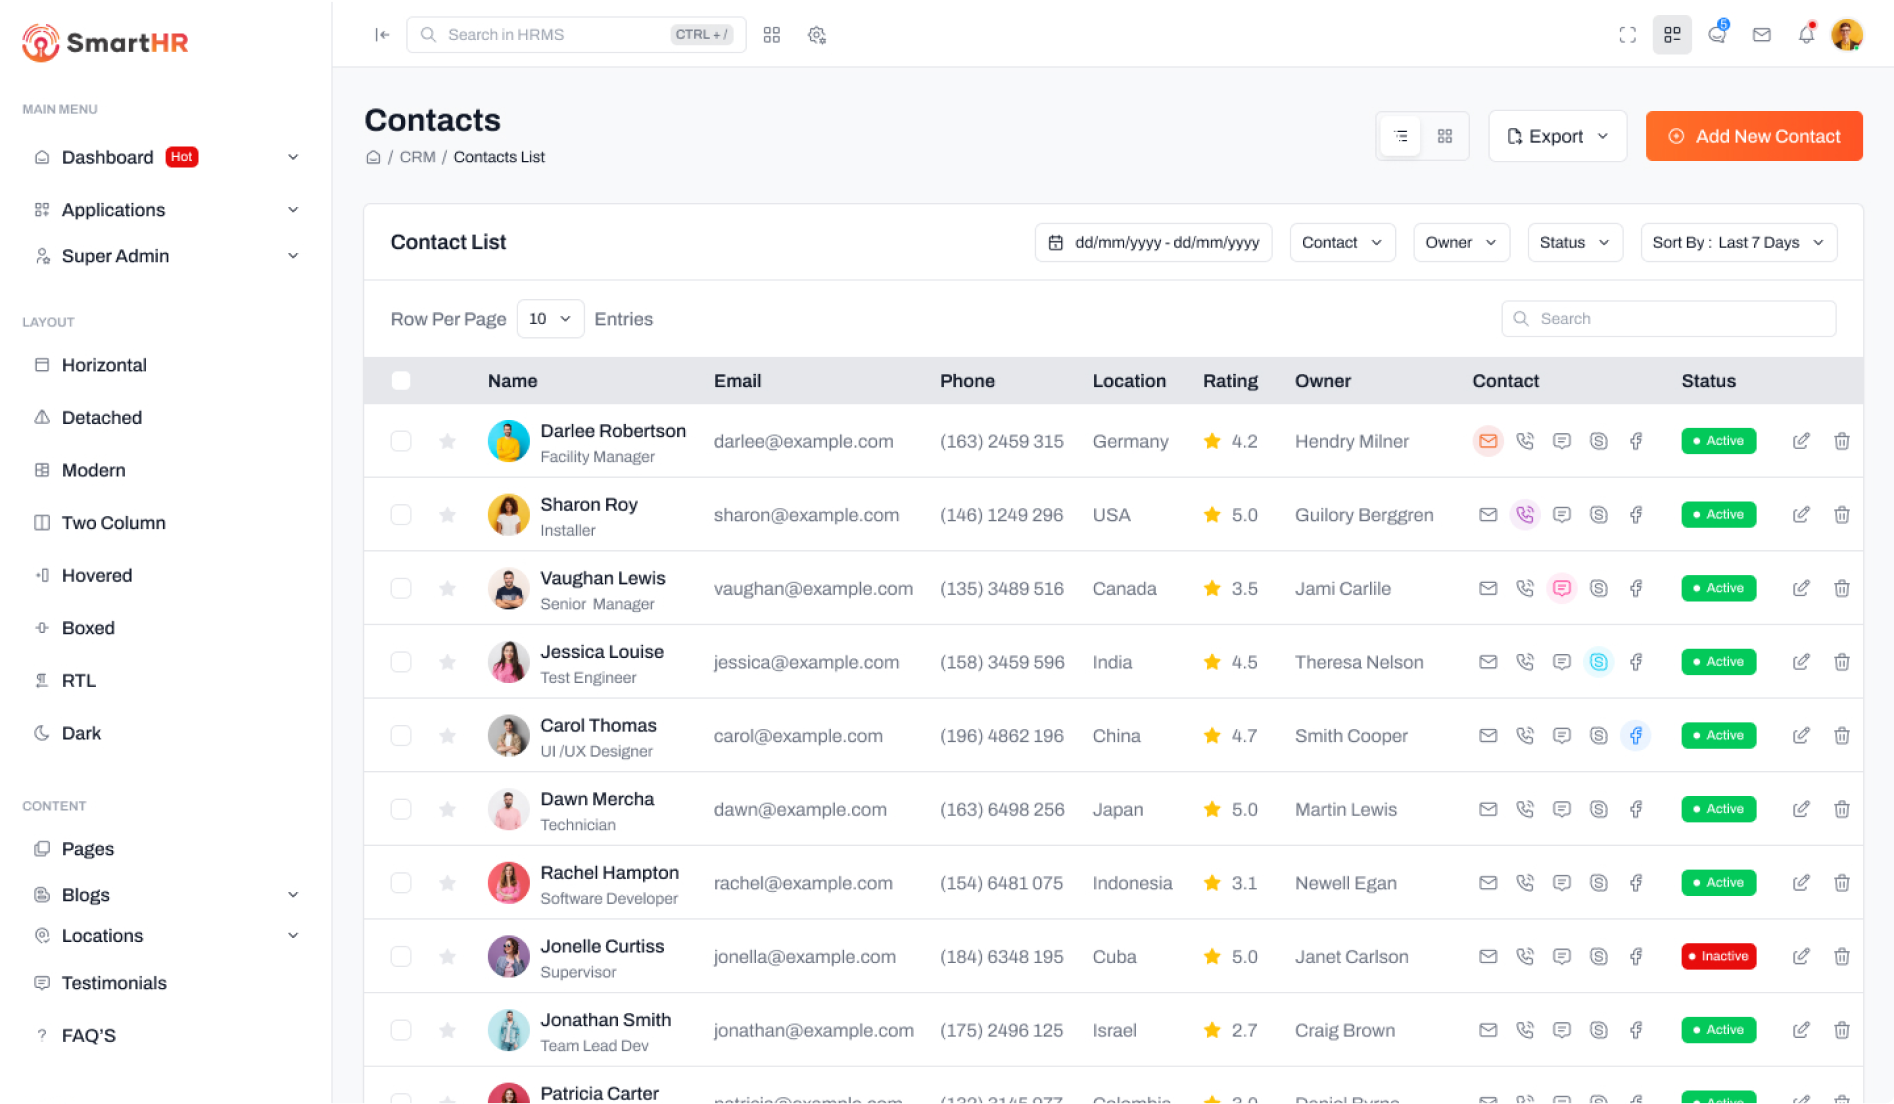 SmartHR
Search in HRMS CTRL + /
5
MAIN MENU
Dashboard Hot
Applications
Super Admin
LAYOUT
Horizontal
Detached
Modern
Two Column
Hovered
Boxed
RTL
Dark
CONTENT
Pages
Blogs
Locations
Testimonials
? FAQ'S
Contacts
/ CRM / Contacts List
Export
Add New Contact
Contact List
dd/mm/yyyy - dd/mm/yyyy
Contact
Owner
Status
Sort By : Last 7 Days
Row Per Page 10 Entries
Search
Name Email Phone Location Rating Owner Contact Status
Darlee Robertson
Facility Manager
darlee@example.com (163) 2459 315 Germany 4.2 Hendry Milner Active
Sharon Roy
Installer
sharon@example.com (146) 1249 296 USA 5.0 Guilory Berggren Active
Vaughan Lewis
Senior Manager
vaughan@example.com (135) 3489 516 Canada 3.5 Jami Carlile Active
Jessica Louise
Test Engineer
jessica@example.com (158) 3459 596 India 4.5 Theresa Nelson Active
Carol Thomas
UI /UX Designer
carol@example.com (196) 4862 196 China 4.7 Smith Cooper Active
Dawn Mercha
Technician
dawn@example.com (163) 6498 256 Japan 5.0 Martin Lewis Active
Rachel Hampton
Software Developer
rachel@example.com (154) 6481 075 Indonesia 3.1 Newell Egan Active
Jonelle Curtiss
Supervisor
jonella@example.com (184) 6348 195 Cuba 5.0 Janet Carlson Inactive
Jonathan Smith
Team Lead Dev
jonathan@example.com (175) 2496 125 Israel 2.7 Craig Brown Active
Patricia Carter
patricia@example.com Colombia Active